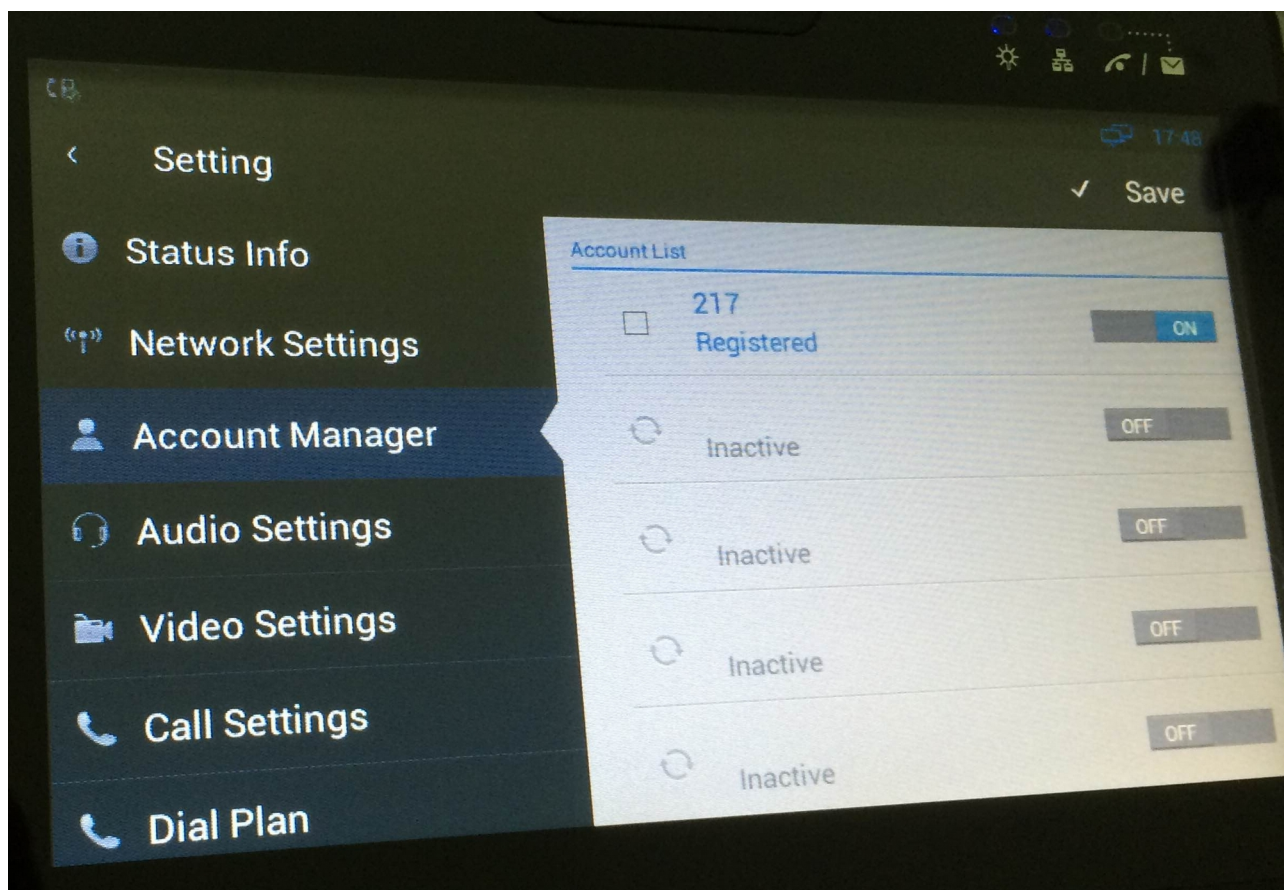 17:48
Setting
Save
Status Info
Network Settings
Account Manager
Audio Settings
Video Settings
Call Settings
Dial Plan
Account List
217
Registered
ON
Inactive
OFF
Inactive
OFF
Inactive
OFF
Inactive
OFF